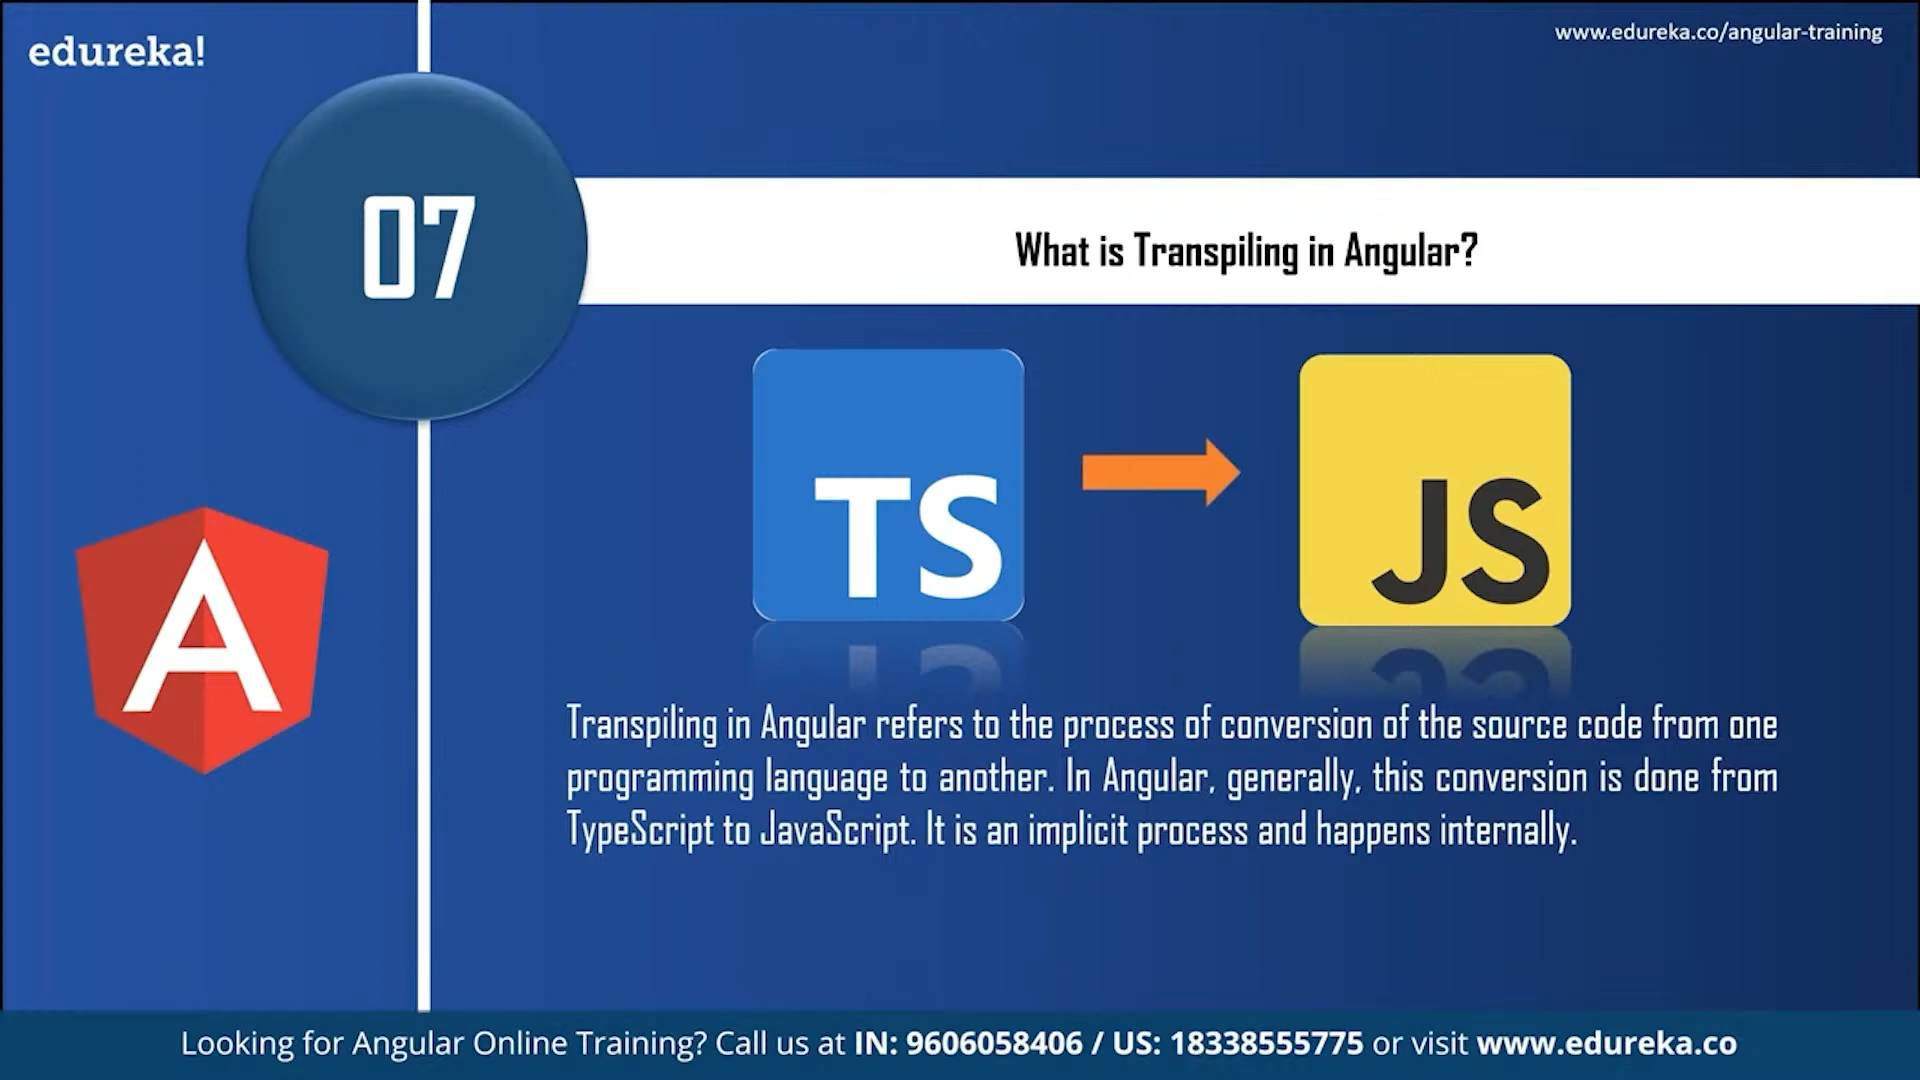 edureka!
www.edureka.co/angular-training
07
What is Transpiling in Angular?
TS
JS
A
Transpiling in Angular refers to the process of conversion of the source code from one
programming language to another. In Angular, generally, this conversion is done from
TypeScript to JavaScript. It is an implicit process and happens internally.
Looking for Angular Online Training? Call us at IN: 9606058406 / US: 18338555775 or visit www.edureka.co